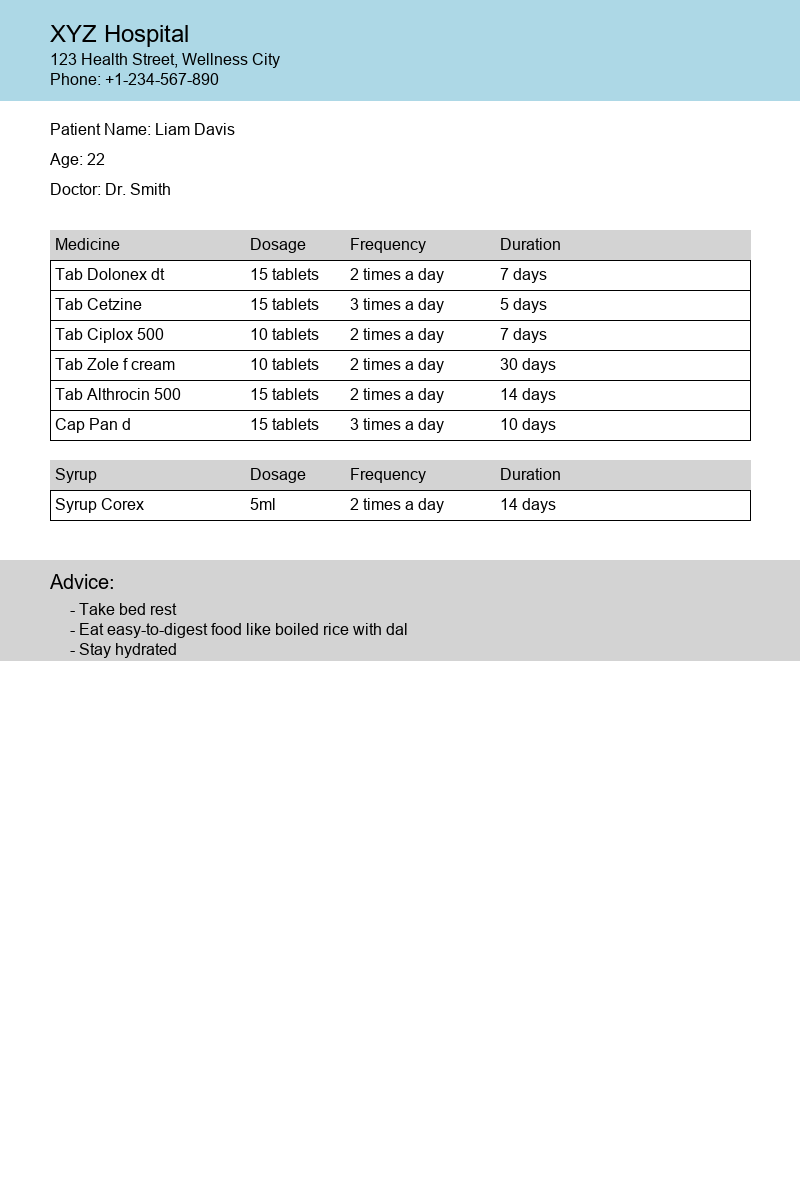 XYZ Hospital
123 Health Street, Wellness City
Phone: +1-234-567-890
Patient Name: Liam Davis
Age: 22
Doctor: Dr. Smith
Medicine Dosage Frequency Duration
Tab Dolonex dt 15 tablets 2 times a day 7 days
Tab Cetzine 15 tablets 3 times a day 5 days
Tab Ciplox 500 10 tablets 2 times a day 7 days
Tab Zole f cream 10 tablets 2 times a day 30 days
Tab Althrocin 500 15 tablets 2 times a day 14 days
Cap Pan d 15 tablets 3 times a day 10 days
Syrup Dosage Frequency Duration
Syrup Corex 5ml 2 times a day 14 days
Advice:
- Take bed rest
- Eat easy-to-digest food like boiled rice with dal
- Stay hydrated